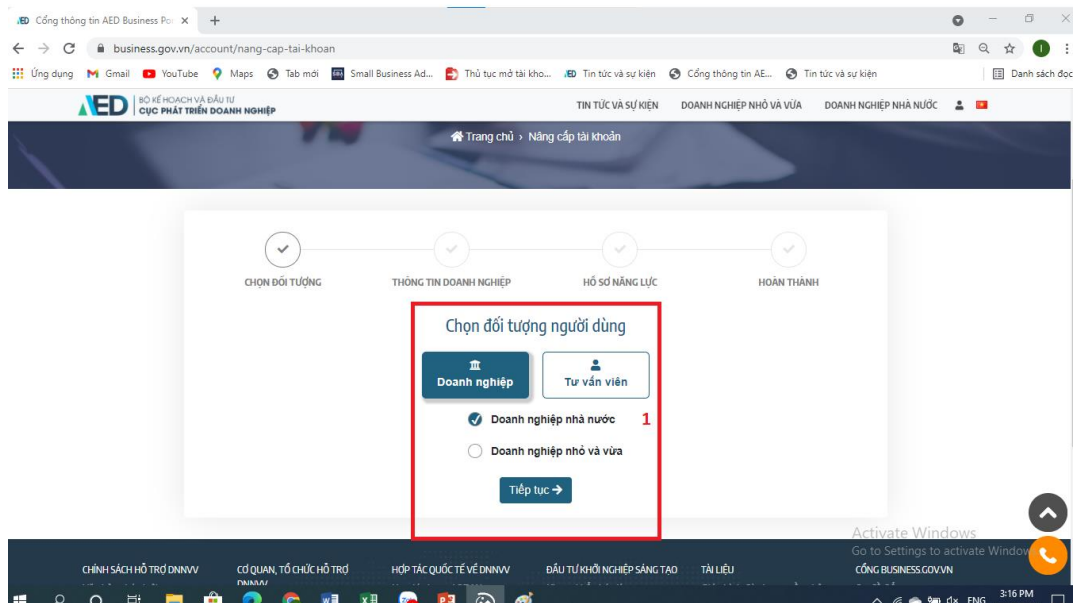 Cổng thông tin AED Business Por
business.gov.vn/account/nang-cap-tai-khoan
Ứng dụng Gmail YouTube Maps Tab mới Small Business Ad... Thủ tục mở tài kho... Tin tức và sự kiện Cổng thông tin AE... Tin tức và sự kiện Danh sách đọc
AED BỘ KẾ HOẠCH VÀ ĐẦU TƯ
CỤC PHÁT TRIỂN DOANH NGHIỆP
TIN TỨC VÀ SỰ KIỆN DOANH NGHIỆP NHỎ VÀ VỪA DOANH NGHIỆP NHÀ NƯỚC
Trang chủ › Nâng cấp tài khoản
CHỌN ĐỐI TƯỢNG THÔNG TIN DOANH NGHIỆP HỒ SƠ NĂNG LỰC HOÀN THÀNH
Chọn đối tượng người dùng
Doanh nghiệp Tư vấn viên
Doanh nghiệp nhà nước 1
Doanh nghiệp nhỏ và vừa
Tiếp tục
Activate Windows
Go to Settings to activate Window
CHÍNH SÁCH HỖ TRỢ DNNVV CƠ QUAN, TỔ CHỨC HỖ TRỢ HỢP TÁC QUỐC TẾ VỀ DNNVV ĐẦU TƯ KHỞI NGHIỆP SÁNG TẠO TÀI LIỆU CỔNG BUSINESS.GOV.VN
DNNVV
ENG 3:16 PM